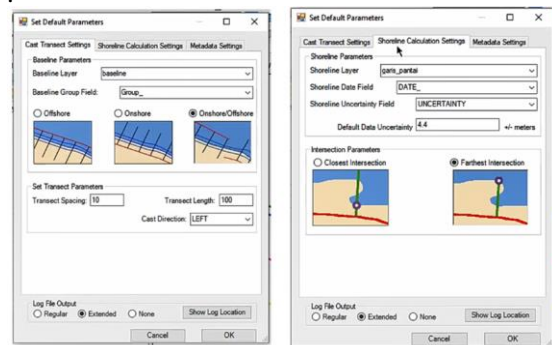 Set Default Parameters
Cast Transect Settings Shoreline Calculation Settings Metadata Settings
Baseline Parameters
Baseline Layer baseline
Baseline Group Field: Group_
Offshore Onshore Onshore/Offshore
Set Transect Parameters
Transect Spacing: 10 Transect Length: 100
Cast Direction: LEFT
Log File Output
Regular Extended None Show Log Location
Cancel OK
Set Default Parameters
Cast Transect Settings Shoreline Calculation Settings Metadata Settings
Shoreline Parameters
Shoreline Layer garis_pantai
Shoreline Date Field DATE_
Shoreline Uncertainty Field UNCERTAINTY
Default Data Uncertainty 4.4 +/- meters
Intersection Parameters
Closest Intersection Farthest Intersection
Log File Output
Regular Extended None Show Log Location
Cancel OK